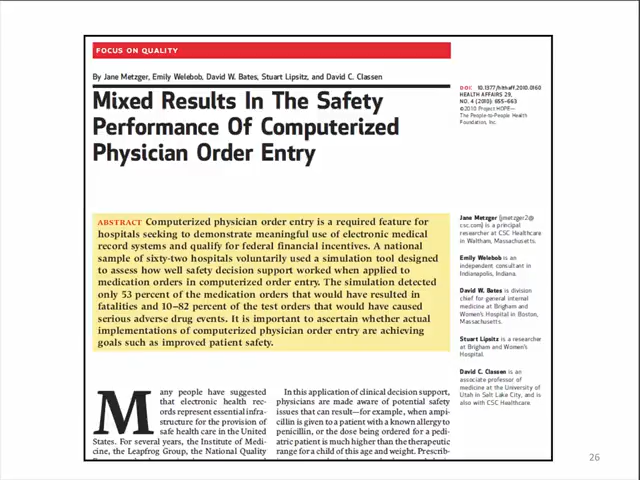 FOCUS ON QUALITY
By Jane Metzger, Emily Welebob, David W. Bates, Stuart Lipsitz, and David C. Classen
Mixed Results In The Safety
Performance Of Computerized
Physician Order Entry
DOI: 10.1377/hlthaff.2010.0160
HEALTH AFFAIRS 29,
NO. 4 (2010): 655–663
©2010 Project HOPE—
The People-to-People Health
Foundation, Inc.
ABSTRACT Computerized physician order entry is a required feature for
hospitals seeking to demonstrate meaningful use of electronic medical
record systems and qualify for federal financial incentives. A national
sample of sixty-two hospitals voluntarily used a simulation tool designed
to assess how well safety decision support worked when applied to
medication orders in computerized order entry. The simulation detected
only 53 percent of the medication orders that would have resulted in
fatalities and 10–82 percent of the test orders that would have caused
serious adverse drug events. It is important to ascertain whether actual
implementations of computerized physician order entry are achieving
goals such as improved patient safety.
Jane Metzger (jmetzger2@
csc.com) is a principal
researcher at CSC Healthcare
in Waltham, Massachusetts.
Emily Welebob is an
independent consultant in
Indianapolis, Indiana.
David W. Bates is division
chief for general internal
medicine at Brigham and
Women's Hospital in Boston,
Massachusetts.
Stuart Lipsitz is a researcher
at Brigham and Women's
Hospital.
David C. Classen is an
associate professor of
medicine at the University of
Utah in Salt Lake City, and is
also with CSC Healthcare.
Many people have suggested
that electronic health rec-
ords represent essential infra-
structure for the provision of
safe health care in the United
States. For several years, the Institute of Medi-
cine, the Leapfrog Group, the National Quality
In this application of clinical decision support,
physicians are made aware of potential safety
issues that can result—for example, when ampi-
cillin is given to a patient with a known allergy to
penicillin, or the dose being ordered for a pedi-
atric patient is much higher than the therapeutic
range for a child of this age and weight. Prescrib-
26